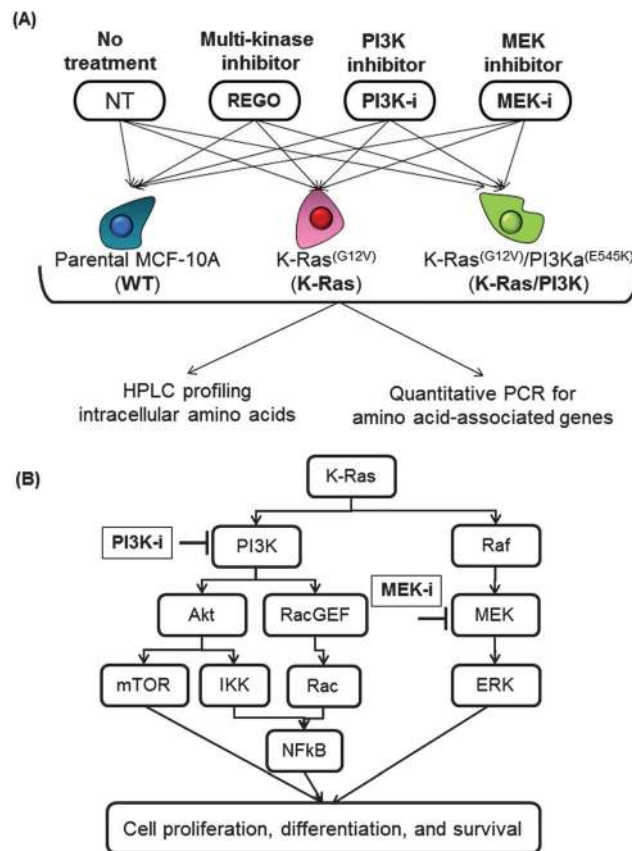 (A)
No treatment
Multi-kinase inhibitor
PI3K inhibitor
MEK inhibitor
NT
REGO
PI3K-i
MEK-i
Parental MCF-10A
(WT)
K-Ras(G12V)
(K-Ras)
K-Ras(G12V)/PI3Ka(E545K)
(K-Ras/PI3K)
HPLC profiling
intracellular amino acids
Quantitative PCR for
amino acid-associated genes
(B)
K-Ras
PI3K-i
PI3K
Raf
MEK-i
Akt
RacGEF
MEK
mTOR
IKK
Rac
ERK
NFkB
Cell proliferation, differentiation, and survival